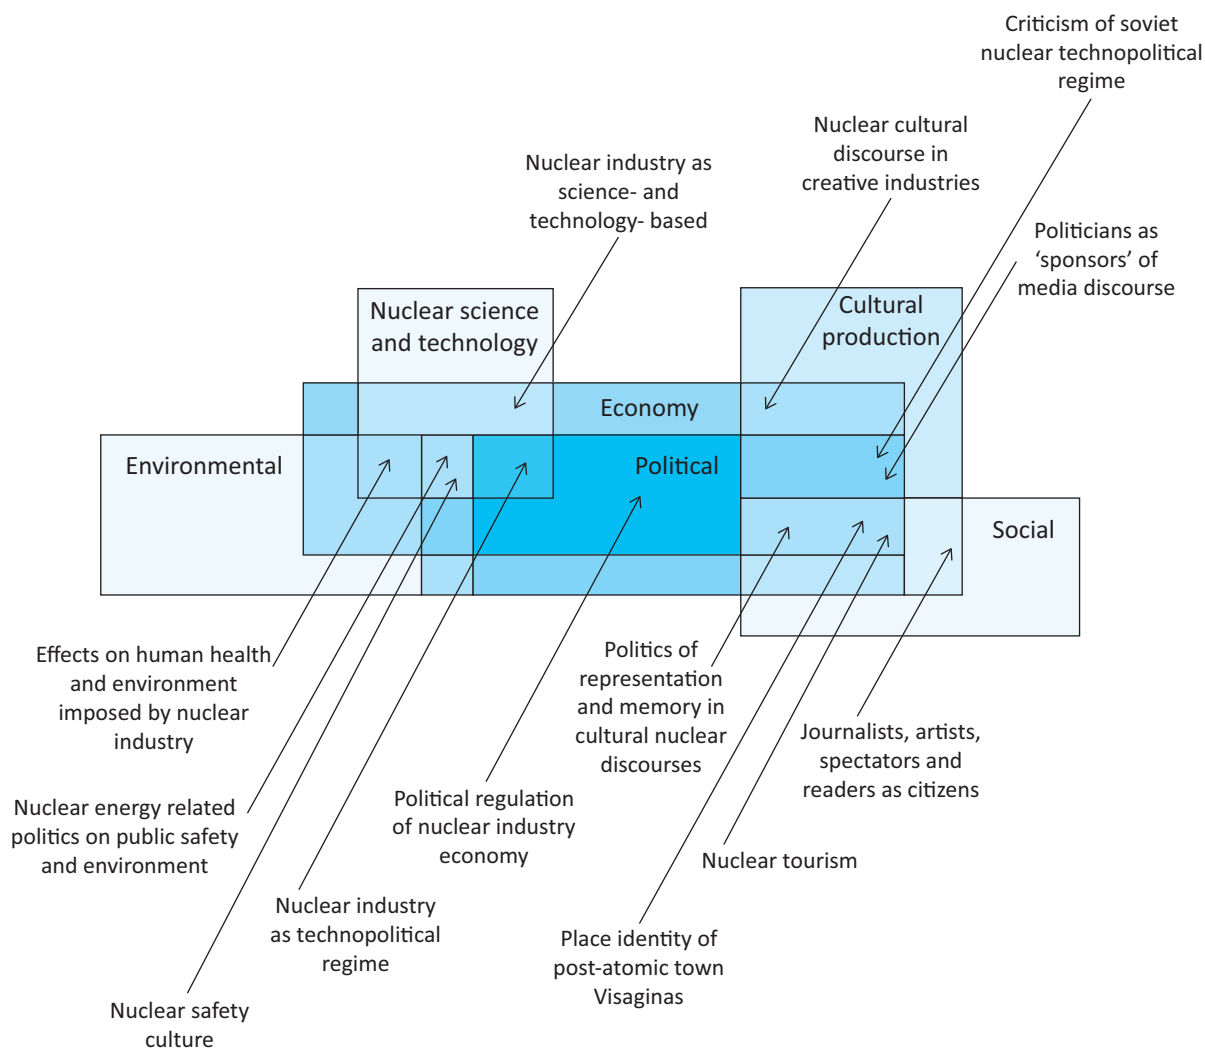 Criticism of soviet
nuclear technopolitical
regime
Nuclear cultural
discourse in
creative industries
Nuclear industry as
science- and
technology- based
Politicians as
‘sponsors’ of
media discourse
Nuclear science
and technology
Cultural
production
Economy
Environmental
Political
Social
Effects on human health
and environment
imposed by nuclear
industry
Politics of
representation
and memory in
cultural nuclear
discourses
Journalists, artists,
spectators and
readers as citizens
Nuclear energy related
politics on public safety
and environment
Political regulation
of nuclear industry
economy
Nuclear tourism
Nuclear industry
as technopolitical
regime
Place identity of
post-atomic town
Visaginas
Nuclear safety
culture